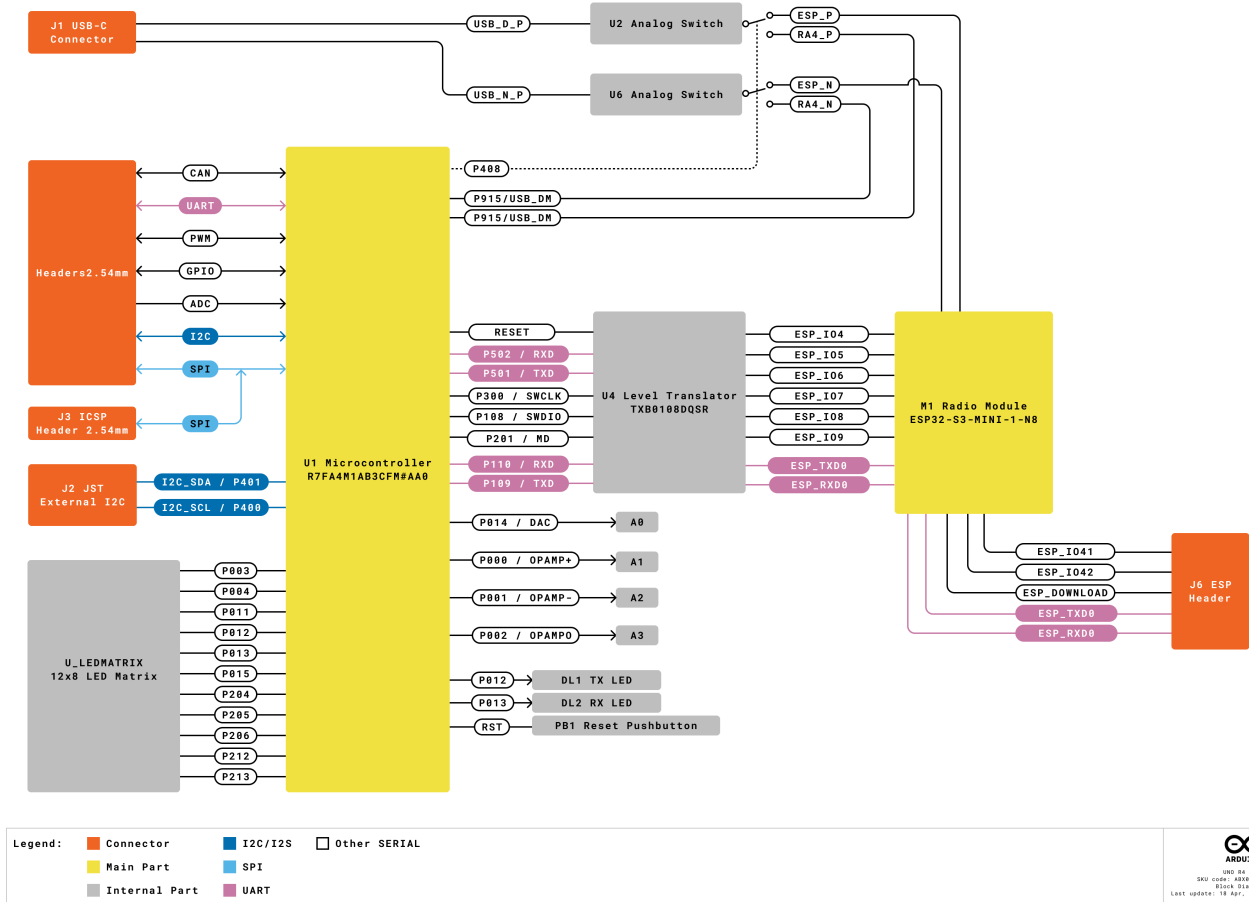 J1 USB-C
Connector
USB_D_P
U2 Analog Switch
ESP_P
RA4_P
USB_N_P
U6 Analog Switch
ESP_N
RA4_N
Headers2.54mm
CAN
UART
PWM
GPIO
ADC
I2C
SPI
J3 ICSP
Header 2.54mm
SPI
J2 JST
External I2C
I2C_SDA / P401
I2C_SCL / P400
U_LEDMATRIX
12x8 LED Matrix
P003
P004
P011
P012
P013
P015
P204
P205
P206
P212
P213
U1 Microcontroller
R7FA4M1AB3CFM#AA0
P408
P915/USB_DM
P915/USB_DM
RESET
P502 / RXD
P501 / TXD
P300 / SWCLK
P108 / SWDIO
P201 / MD
P110 / RXD
P109 / TXD
U4 Level Translator
TXB0108DQSR
ESP_IO4
ESP_IO5
ESP_IO6
ESP_IO7
ESP_IO8
ESP_IO9
ESP_TXD0
ESP_RXD0
M1 Radio Module
ESP32-S3-MINI-1-N8
P014 / DAC
A0
P000 / OPAMP+
A1
P001 / OPAMP-
A2
P002 / OPAMPO
A3
P012
DL1 TX LED
P013
DL2 RX LED
RST
PB1 Reset Pushbutton
ESP_IO41
ESP_IO42
ESP_DOWNLOAD
ESP_TXD0
ESP_RXD0
J6 ESP
Header
Legend:
Connector
I2C/I2S
Other SERIAL
Main Part
SPI
Internal Part
UART
ARDU
UNO R4
SKU code:
Block Dia
Last update: 18 Apr,